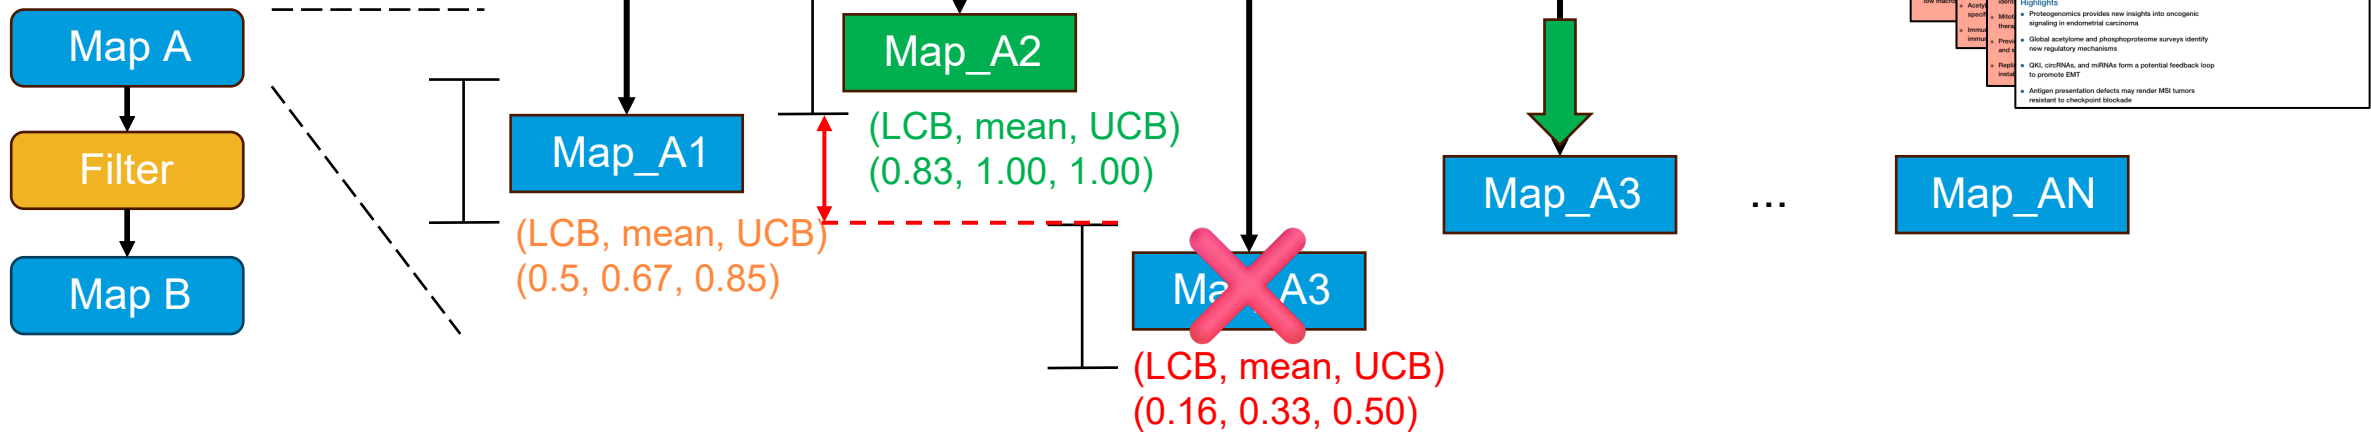 Map A
Filter
Map B
Map_A1
(LCB, mean, UCB)
(0.5, 0.67, 0.85)
Map_A2
(LCB, mean, UCB)
(0.83, 1.00, 1.00)
A3
(LCB, mean, UCB)
(0.16, 0.33, 0.50)
Map_A3
...
Map_AN
Highlights
• Proteogenomics provides new insights into oncogenic
signaling in endometrial carcinoma
• Global acetylome and phosphoproteome surveys identify
new regulatory mechanisms
• QKI, circRNAs, and miRNAs form a potential feedback loop
to promote EMT
• Antigen presentation defects may render MSI tumors
resistant to checkpoint blockade